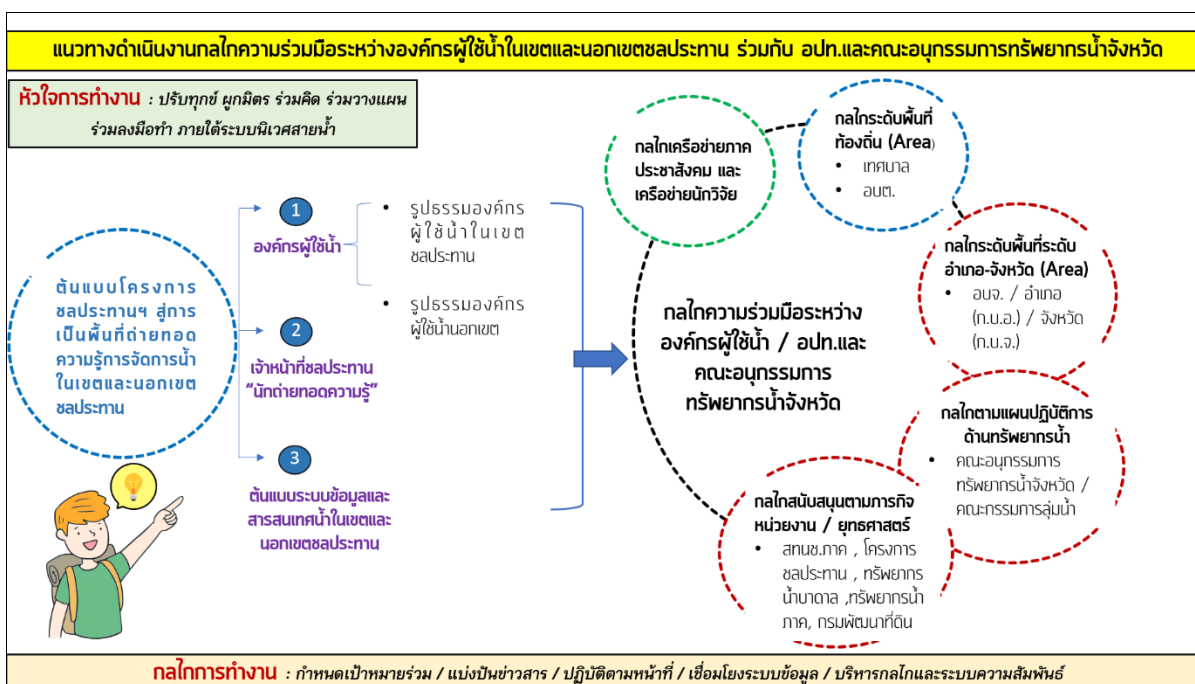 แนวทางดำเนินงานกลไกความร่วมมือระหว่างองค์กรผู้ใช้น้ำในเขตและนอกเขตชลประทาน ร่วมกับ อปท.และคณะอนุกรรมการทรัพยากรน้ำจังหวัด
หัวใจการทำงาน : ปรับทุกข์ ผูกมิตร ร่วมคิด ร่วมวางแผน
ร่วมลงมือทำ ภายใต้ระบบนิเวศสายน้ำ
ต้นแบบโครงการ
ชลประทานฯ สู่การ
เป็นพื้นที่ถ่ายทอด
ความรู้การจัดการน้ำ
ในเขตและนอกเขต
ชลประทาน
1
องค์กรผู้ใช้น้ำ
• รูปธรรมองค์กร
ผู้ใช้น้ำในเขต
ชลประทาน
• รูปธรรมองค์กร
ผู้ใช้น้ำนอกเขต
2
เจ้าหน้าที่ชลประทาน
“นักถ่ายทอดความรู้”
3
ต้นแบบระบบข้อมูลและ
สารสนเทศน้ำในเขตและ
นอกเขตชลประทาน
กลไกความร่วมมือระหว่าง
องค์กรผู้ใช้น้ำ / อปท.และ
คณะอนุกรรมการ
ทรัพยากรน้ำจังหวัด
กลไกเครือข่ายภาค
ประชาสังคม และ
เครือข่ายนักวิจัย
กลไกระดับพื้นที่
ท้องถิ่น (Area)
• เทศบาล
• อบต.
กลไกระดับพื้นที่ระดับ
อำเภอ-จังหวัด (Area)
• อบจ. / อำเภอ
(ก.บ.อ.) / จังหวัด
(ก.บ.จ.)
กลไกตามแผนปฏิบัติการ
ด้านทรัพยากรน้ำ
• คณะอนุกรรมการ
ทรัพยากรน้ำจังหวัด /
คณะกรรมการลุ่มน้ำ
กลไกสนับสนุนตามภารกิจ
หน่วยงาน / ยุทธศาสตร์
• สทนช.ภาค , โครงการ
ชลประทาน , ทรัพยากร
น้ำบาดาล ,ทรัพยากรน้ำ
ภาค, กรมพัฒนาที่ดิน
กลไกการทำงาน : กำหนดเป้าหมายร่วม / แบ่งปันข่าวสาร / ปฏิบัติตามหน้าที่ / เชื่อมโยงระบบข้อมูล / บริหารกลไกและระบบความสัมพันธ์